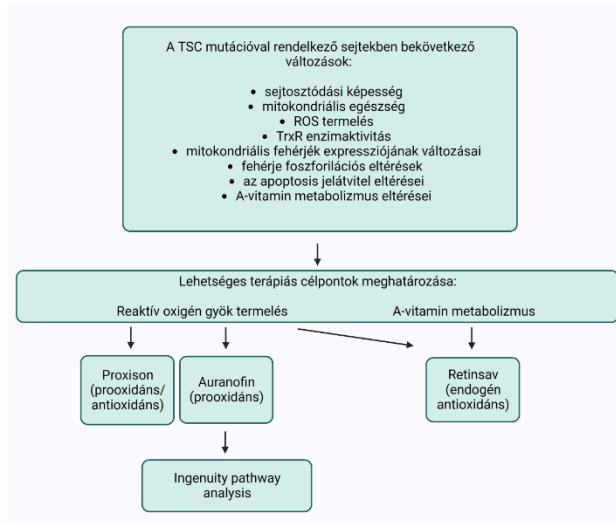 A TSC mutációval rendelkező sejtekben bekövetkező
változások:
• sejtosztódási képesség
• mitokondriális egészség
• ROS termelés
• TrxR enzimaktivitás
• mitokondriális fehérjék expressziójának változásai
• fehérje foszforilációs eltérések
• az apoptosis jelátvitel eltérései
• A-vitamin metabolizmus eltérései
Lehetséges terápiás célpontok meghatározása:
Reaktív oxigén gyök termelés
A-vitamin metabolizmus
Proxison
(prooxidáns/
antioxidáns)
Auranofin
(prooxidáns)
Retinsav
(endogén
antioxidáns)
Ingenuity pathway
analysis